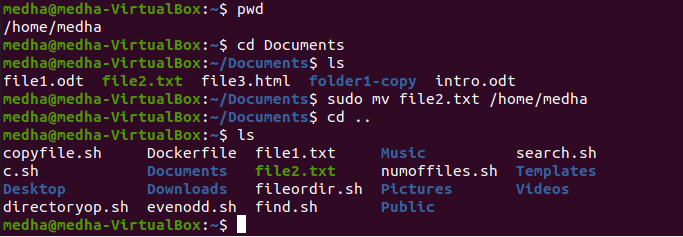 medha@medha-VirtualBox:~$ pwd
/home/medha
medha@medha-VirtualBox:~$ cd Documents
medha@medha-VirtualBox:~/Documents$ ls
file1.odt file2.txt file3.html folder1-copy intro.odt
medha@medha-VirtualBox:~/Documents$ sudo mv file2.txt /home/medha
medha@medha-VirtualBox:~/Documents$ cd ..
medha@medha-VirtualBox:~$ ls
copyfile.sh Dockerfile file1.txt Music search.sh
c.sh Documents file2.txt numoffiles.sh Templates
Desktop Downloads fileordir.sh Pictures Videos
directoryop.sh evenodd.sh find.sh Public
medha@medha-VirtualBox:~$